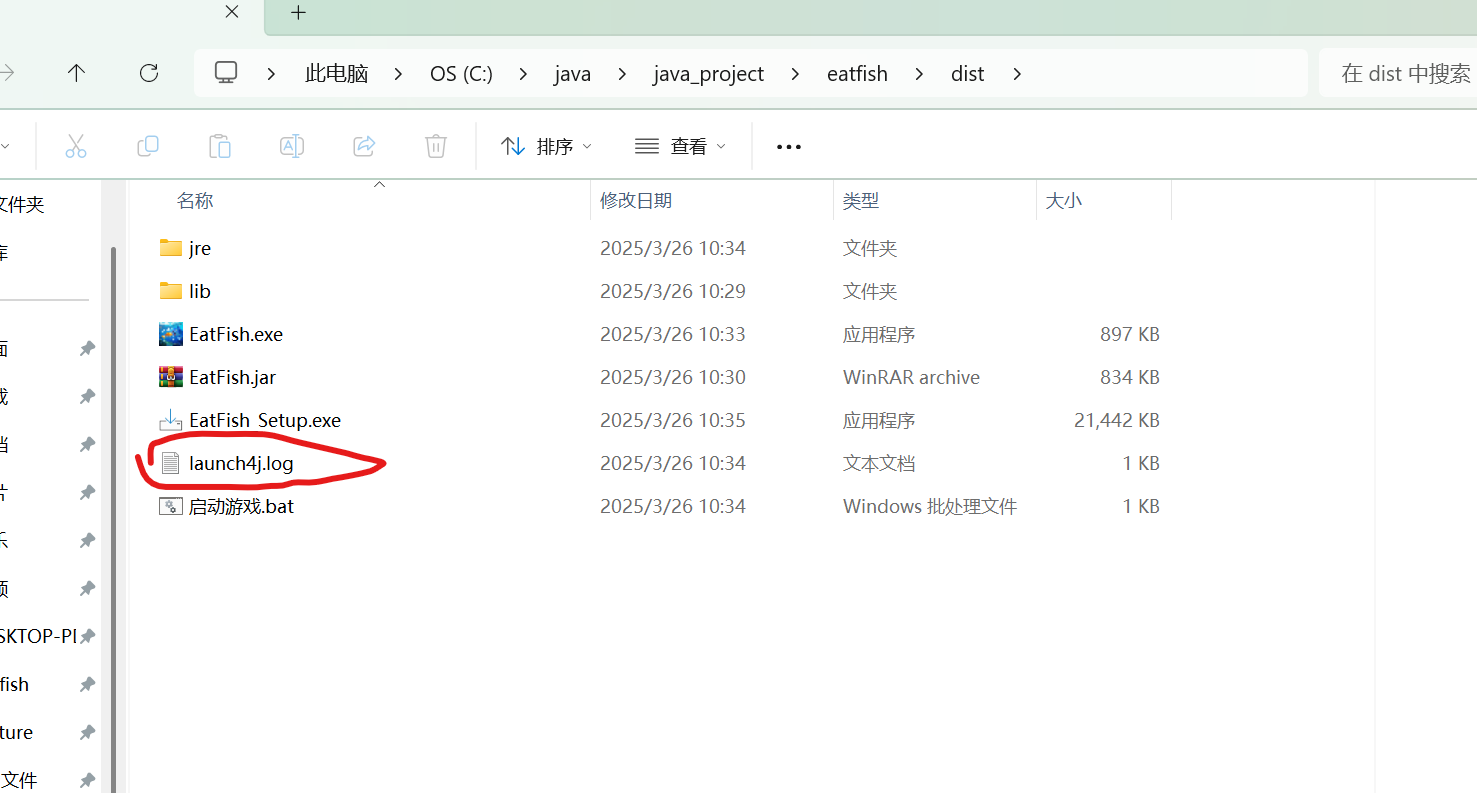 此电脑 OS (C:) java java_project eatfish dist 在 dist 中搜索
排序 查看
名称 修改日期 类型 大小
jre 2025/3/26 10:34 文件夹
lib 2025/3/26 10:29 文件夹
EatFish.exe 2025/3/26 10:33 应用程序 897 KB
EatFish.jar 2025/3/26 10:30 WinRAR archive 834 KB
EatFish_Setup.exe 2025/3/26 10:35 应用程序 21,442 KB
launch4j.log 2025/3/26 10:34 文本文档 1 KB
启动游戏.bat 2025/3/26 10:34 Windows 批处理文件 1 KB
文件夹
库
面
载
档
片
乐
频
SKTOP-PI
fish
ture
文件